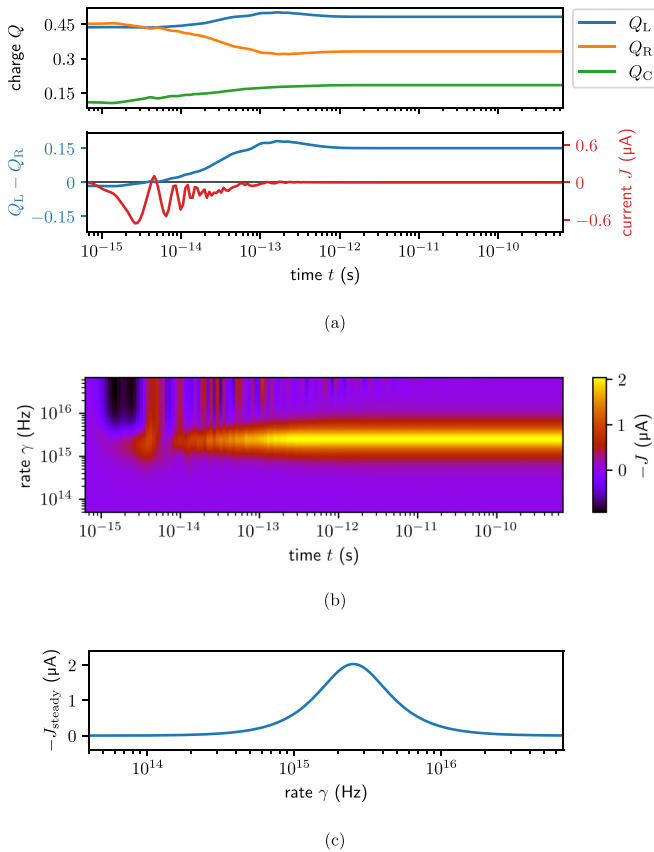 charge Q
0.45
0.3
0.15
Q_L
Q_R
Q_C
Q_L − Q_R
0.15
0
−0.15
0.6
0
−0.6
current J (µA)
10^−15 10^−14 10^−13 10^−12 10^−11 10^−10
time t (s)
(a)
rate γ (Hz)
10^16
10^15
10^14
10^−15 10^−14 10^−13 10^−12 10^−11 10^−10
time t (s)
2
1
0
−J (µA)
(b)
−J_steady (µA)
2
1
0
10^14 10^15 10^16
rate γ (Hz)
(c)